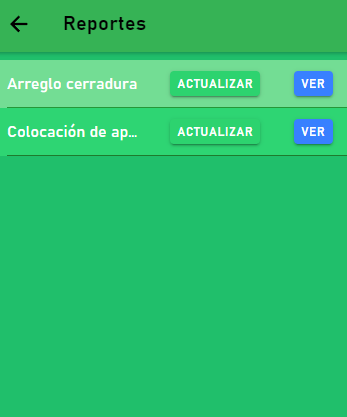 Reportes
Arreglo cerradura ACTUALIZAR VER
Colocación de ap... ACTUALIZAR VER